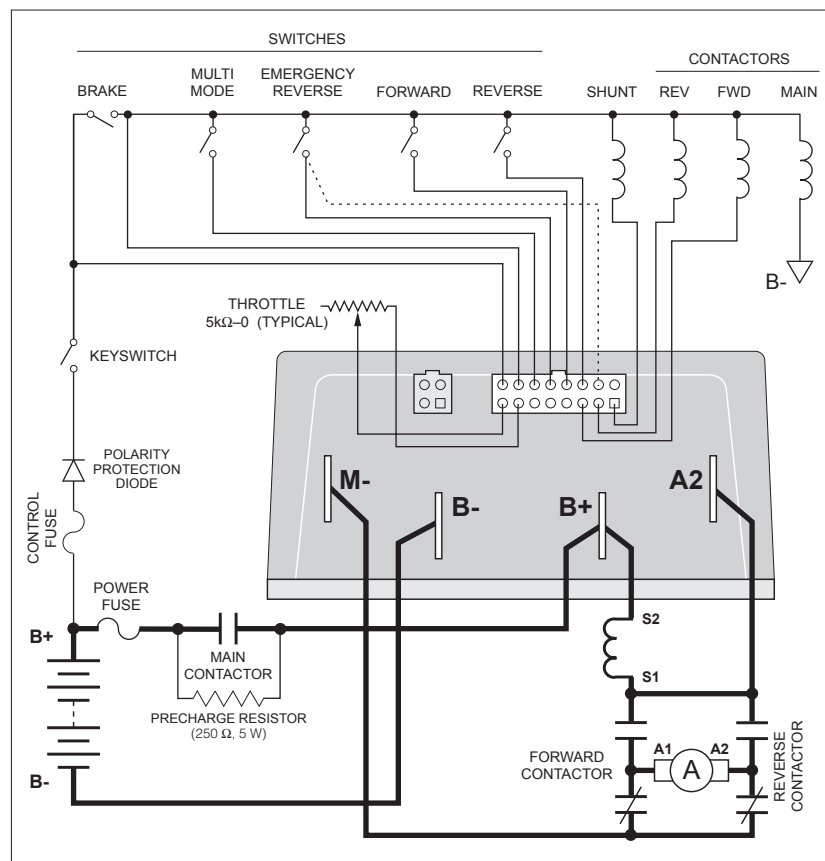 SWITCHES
CONTACTORS
BRAKE
MULTI
MODE
EMERGENCY
REVERSE
FORWARD
REVERSE
SHUNT
REV
FWD
MAIN
B-
THROTTLE
5kΩ–0 (TYPICAL)
KEYSWITCH
POLARITY
PROTECTION
DIODE
CONTROL
FUSE
M-
B-
B+
A2
POWER
FUSE
B+
MAIN
CONTACTOR
PRECHARGE RESISTOR
(250 Ω, 5 W)
B-
S2
S1
FORWARD
CONTACTOR
A1
A
A2
REVERSE
CONTACTOR